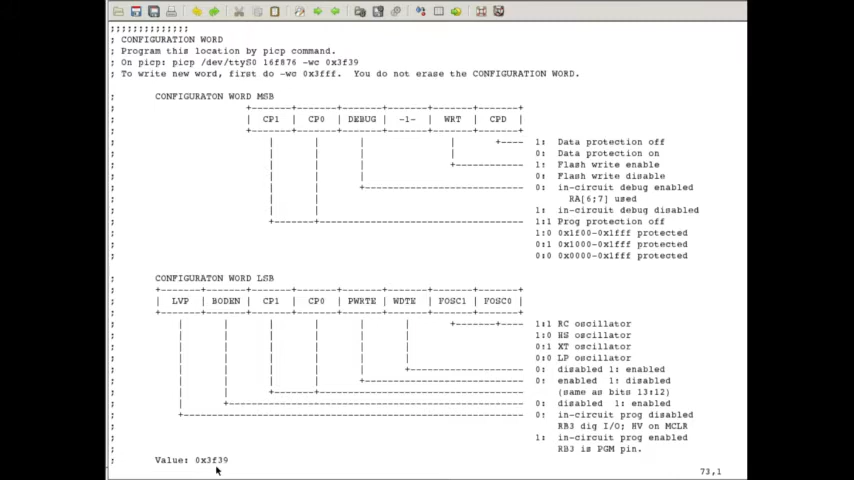 ;;;;;;;;;;;;;;
; CONFIGURATION WORD
; Program this location by picp command.
; On picp: picp /dev/ttyS0 16f876 -wc 0x3f39
; To write new word, first do -wc 0x3fff.  You do not erase the CONFIGURATION WORD.
; CONFIGURATON WORD MSB
; +-------+-------+-------+-------+-------+-------+
; | CP1 | CP0 | DEBUG | -1- | WRT | CPD |
; +-------+-------+-------+-------+-------+-------+
; | | | | +---- 1: Data protection off
; | | | | 0: Data protection on
; | | | +------------ 1: Flash write enable
; | | | 0: Flash write disable
; | | +---------------------------- 0: in-circuit debug enabled
; | | RA[6;7] used
; | | 1: in-circuit debug disabled
; +-------+------------------------------------ 1:1 Prog protection off
; 1:0 0x1f00-0x1fff protected
; 0:1 0x1000-0x1fff protected
; 0:0 0x0000-0x1fff protected
;
; CONFIGURATON WORD LSB
; +-------+-------+-------+-------+-------+-------+-------+-------+
; | LVP | BODEN | CP1 | CP0 | PWRTE | WDTE | FOSC1 | FOSC0 |
; +-------+-------+-------+-------+-------+-------+-------+-------+
; | | | | | | +-------+---- 1:1 RC oscillator
; | | | | | | 1:0 HS oscillator
; | | | | | | 0:1 XT oscillator
; | | | | | | 0:0 LP oscillator
; | | | | | +-------------------- 0: disabled 1: enabled
; | | | | +---------------------------- 0: enabled  1: disabled
; | | +-------+------------------------------------ (same as bits 13:12)
; | +---------------------------------------------------- 0: disabled  1: enabled
; +------------------------------------------------------------ 0: in-circuit prog disabled
; RB3 dig I/O; HV on MCLR
; 1: in-circuit prog enabled
; RB3 is PGM pin.
; Value: 0x3f39
73,1